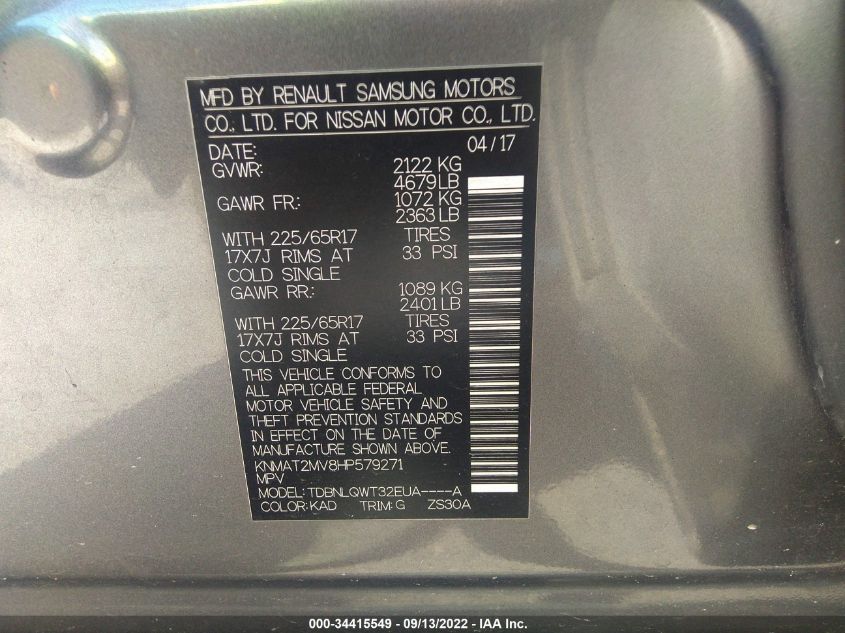 MFD BY RENAULT SAMSUNG MOTORS
CO., LTD. FOR NISSAN MOTOR CO., LTD.
DATE: 04/17
GVWR: 2122 KG
4679 LB
GAWR FR: 1072 KG
2363 LB
WITH 225/65R17 TIRES
17X7J RIMS AT 33 PSI
COLD SINGLE
GAWR RR: 1089 KG
2401 LB
WITH 225/65R17 TIRES
17X7J RIMS AT 33 PSI
COLD SINGLE
THIS VEHICLE CONFORMS TO
ALL APPLICABLE FEDERAL
MOTOR VEHICLE SAFETY AND
THEFT PREVENTION STANDARDS
IN EFFECT ON THE DATE OF
MANUFACTURE SHOWN ABOVE.
KNMAT2MV8HP579271
MPV
MODEL: TDBNLQWT32EUA----A
COLOR: KAD TRIM: G ZS30A
000-34415549 - 09/13/2022 - IAA Inc.